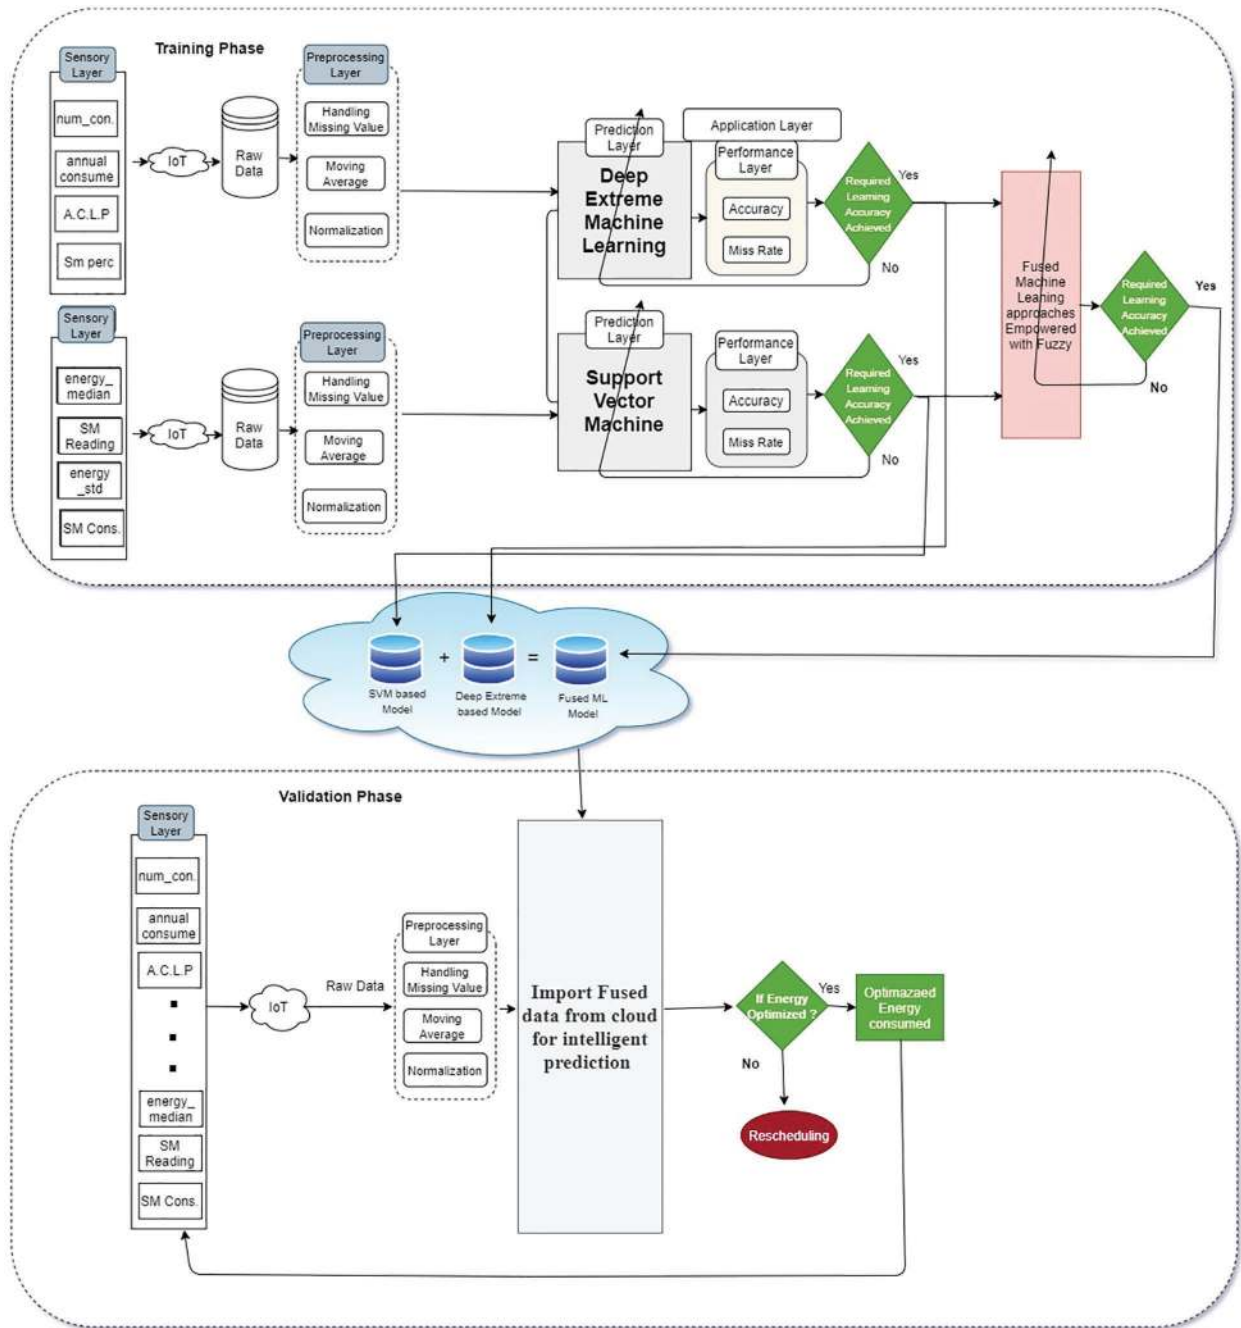 Training Phase
Sensory
Layer
num_con.
annual
consume
A.C.L.P
Sm perc
IoT
Raw
Data
Preprocessing
Layer
Handling
Missing Value
Moving
Average
Normalization
Prediction
Layer
Deep
Extreme
Machine
Learning
Application Layer
Performance
Layer
Accuracy
Miss Rate
Required
Learning
Accuracy
Achieved
Yes
No
Sensory
Layer
energy_
median
SM
Reading
energy
_std
SM Cons.
IoT
Raw
Data
Preprocessing
Layer
Handling
Missing Value
Moving
Average
Normalization
Prediction
Layer
Support
Vector
Machine
Performance
Layer
Accuracy
Miss Rate
Required
Learning
Accuracy
Achieved
Yes
No
Fused
Machine
Leaning
approaches
Empowered
with Fuzzy
Required
Learning
Accuracy
Achieved
Yes
No
+
=
SVM based
Model
Deep Extreme
based Model
Fused ML
Model
Validation Phase
Sensory
Layer
num_con.
annual
consume
A.C.L.P
energy_
median
SM
Reading
SM Cons.
IoT
Raw Data
Preprocessing
Layer
Handling
Missing Value
Moving
Average
Normalization
Import Fused
data from cloud
for intelligent
prediction
If Energy
Optimized ?
Yes
No
Optimazaed
Energy
consumed
Rescheduling